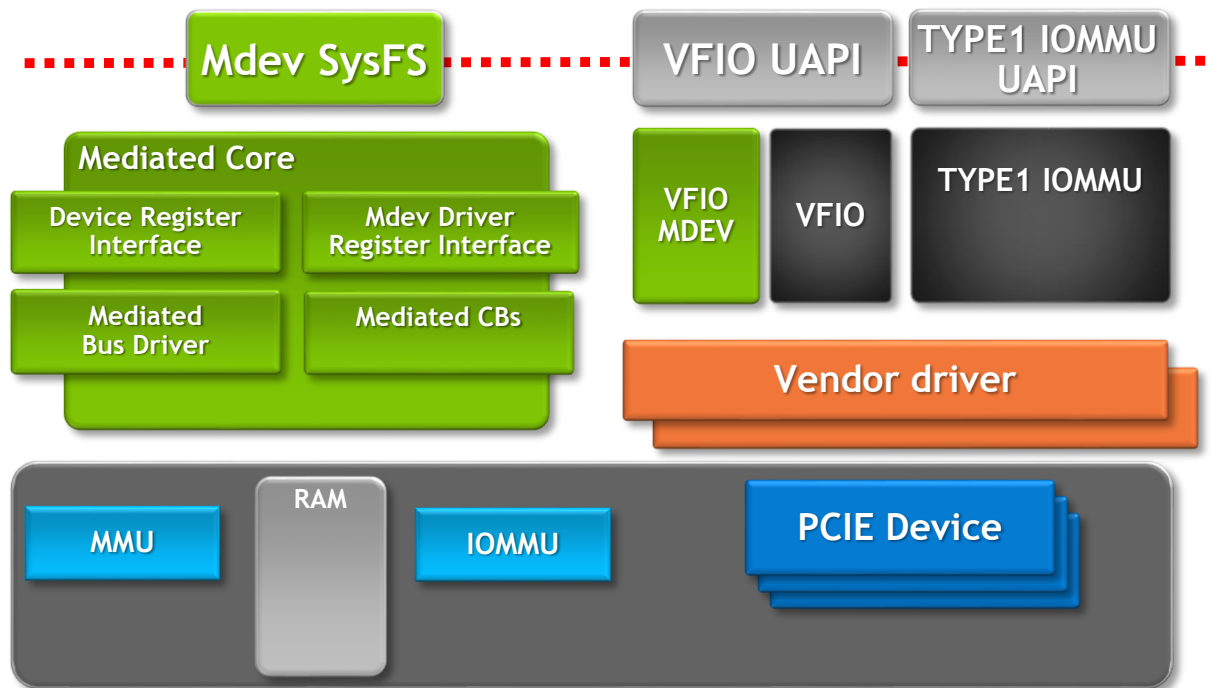 Mdev SysFS
VFIO UAPI
TYPE1 IOMMU
UAPI
Mediated Core
Device Register
Interface
Mdev Driver
Register Interface
Mediated
Bus Driver
Mediated CBs
VFIO
MDEV
VFIO
TYPE1 IOMMU
Vendor driver
MMU
RAM
IOMMU
PCIE Device